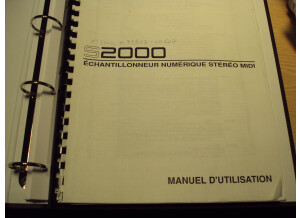 S2000
ÉCHANTILLONNEUR NUMÉRIQUE STÉRÉO MIDI
MANUEL D'UTILISATION